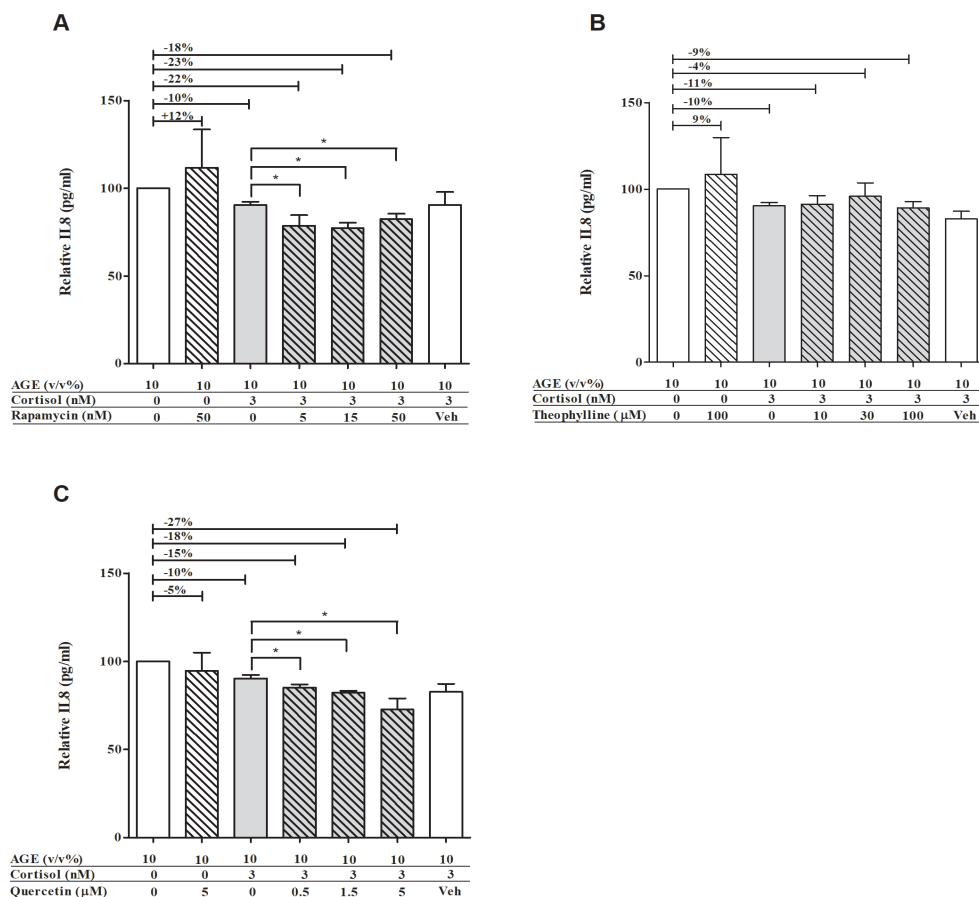 A
-18%
-23%
-22%
-10%
+12%
150
* 
*
*
100
50
0
Relative IL8 (pg/ml)
AGE (v/v%) 10 10 10 10 10 10 10
Cortisol (nM) 0 0 3 3 3 3 3
Rapamycin (nM) 0 50 0 5 15 50 Veh
B
-9%
-4%
-11%
-10%
9%
150
100
50
0
Relative IL8 (pg/ml)
AGE (v/v%) 10 10 10 10 10 10 10
Cortisol (nM) 0 0 3 3 3 3 3
Theophylline (μM) 0 100 0 10 30 100 Veh
C
-27%
-18%
-15%
-10%
-5%
150
*
*
*
100
50
0
Relative IL8 (pg/ml)
AGE (v/v%) 10 10 10 10 10 10 10
Cortisol (nM) 0 0 3 3 3 3 3
Quercetin (μM) 0 5 0 0.5 1.5 5 Veh